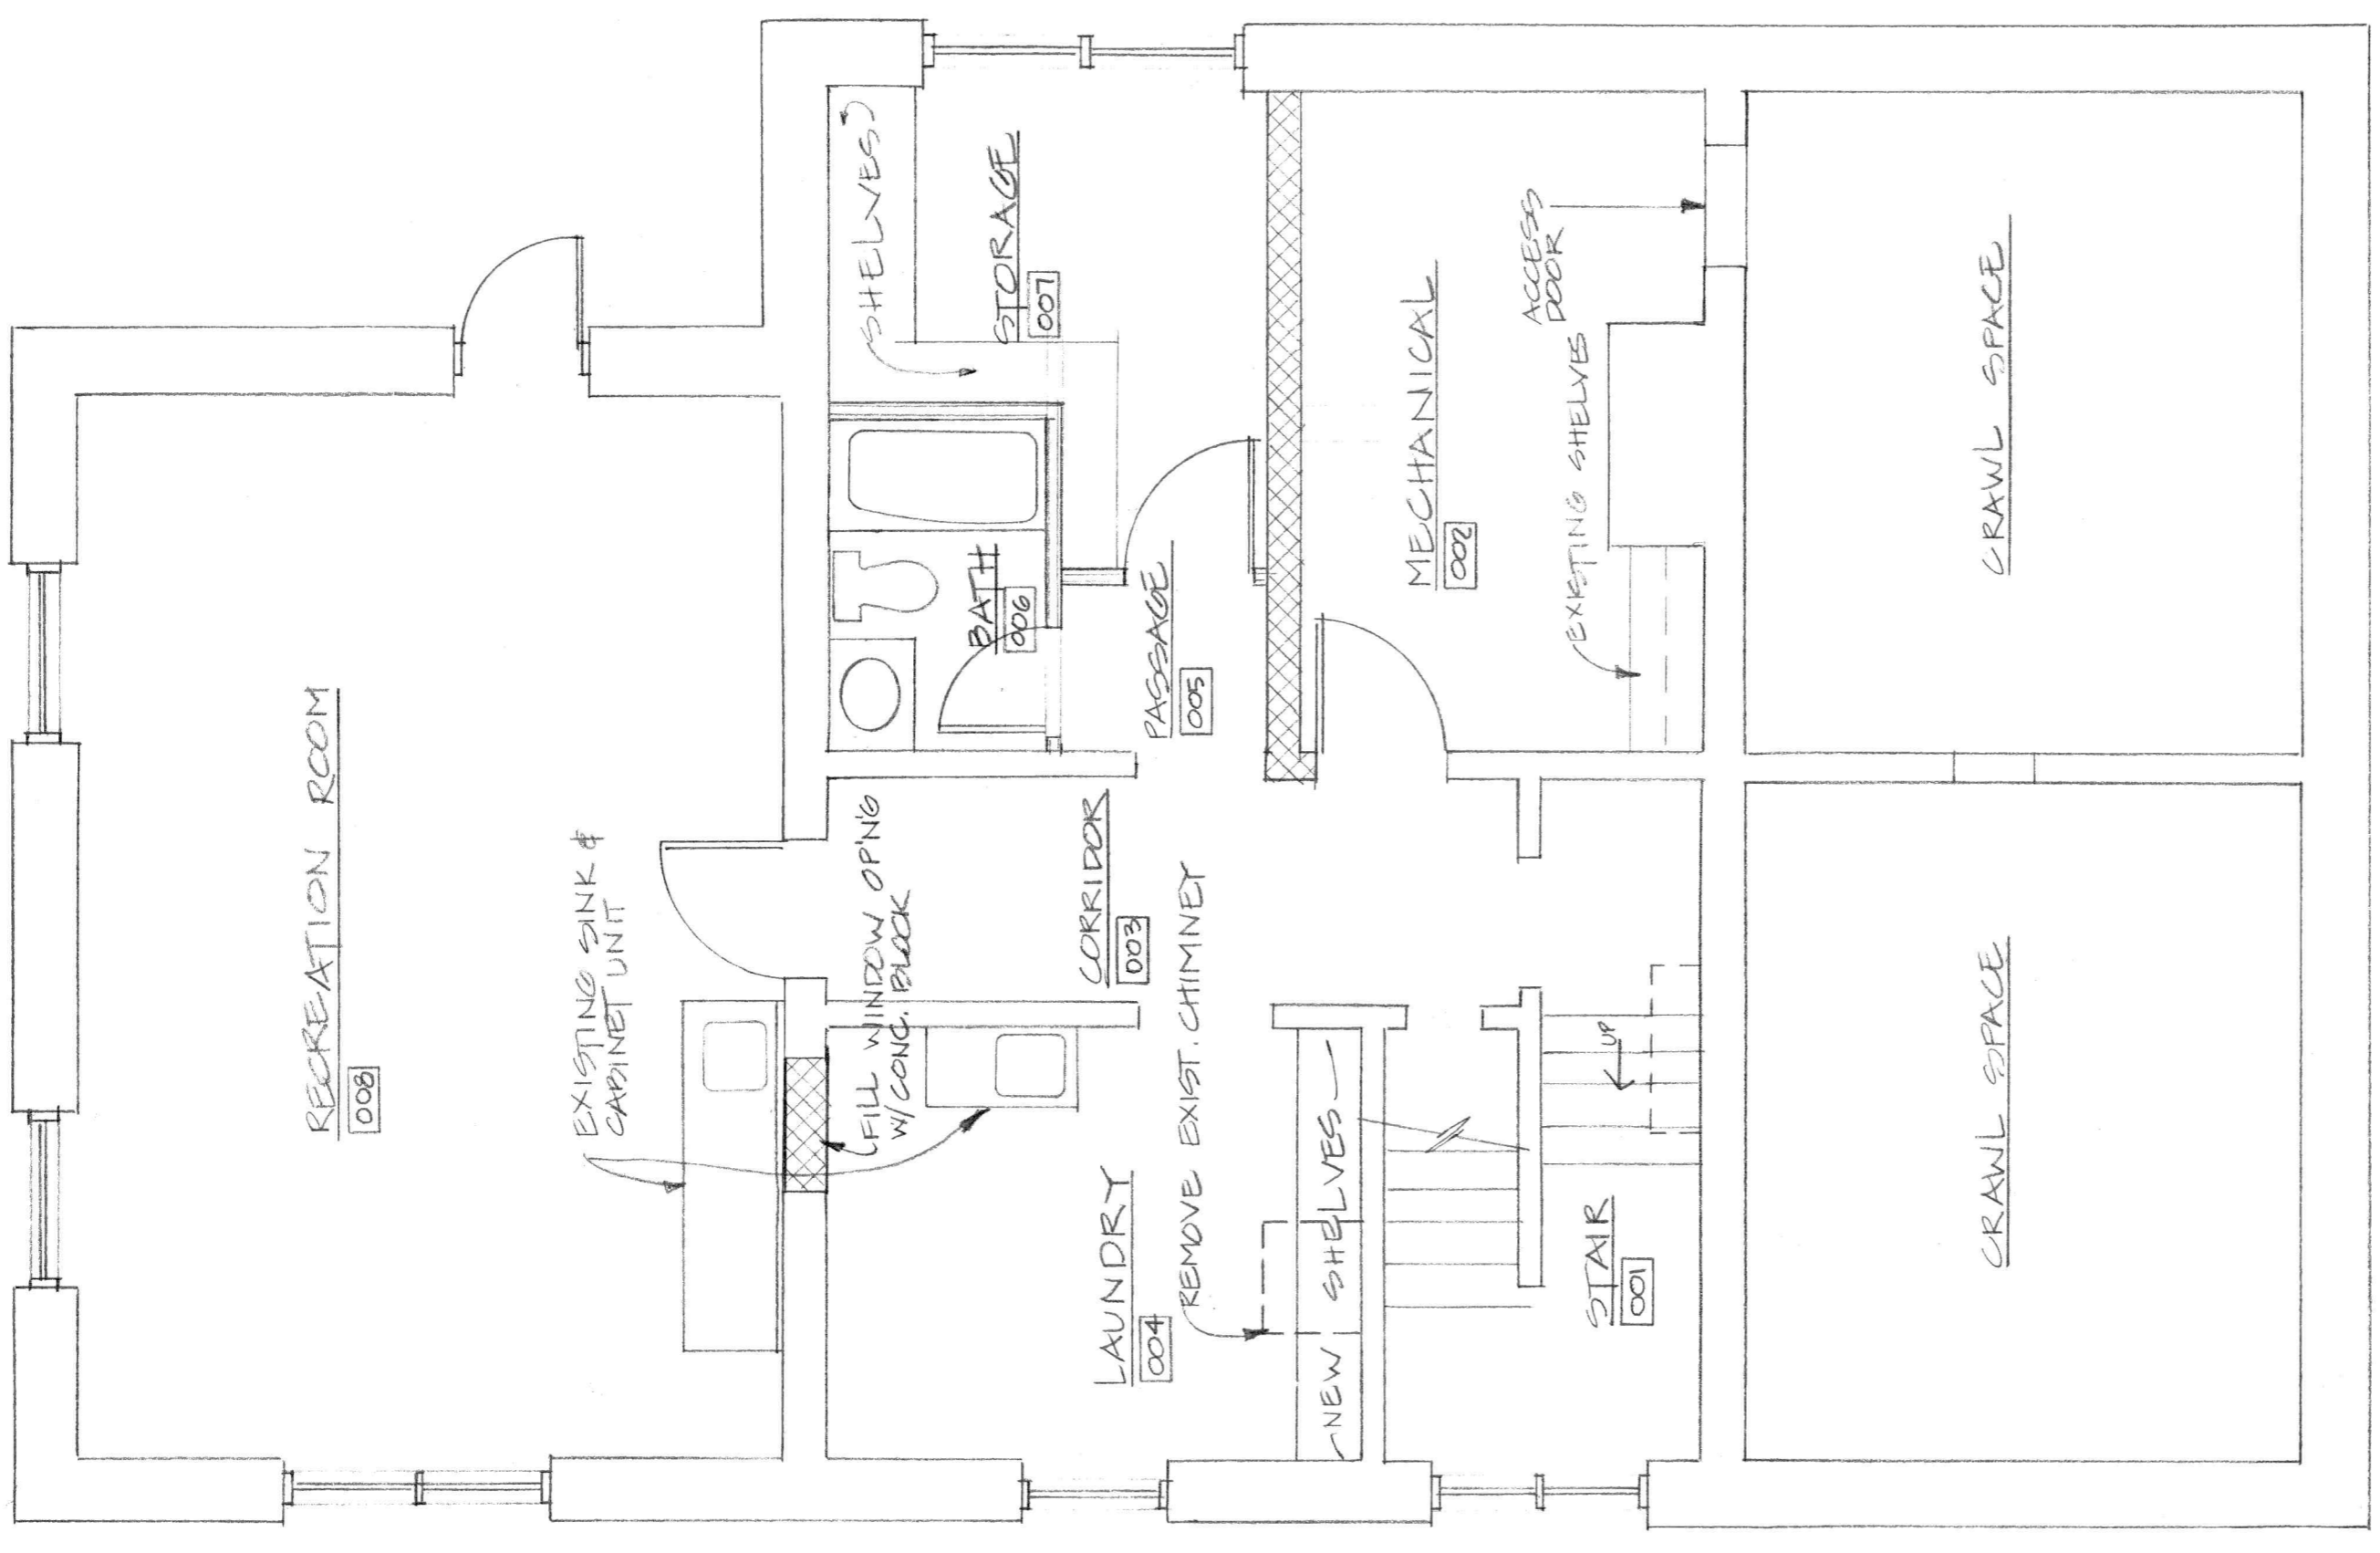 RECREATION ROOM
008
EXISTING SINK &
CABINET UNIT
FILL WINDOW OP'NG
W/CONC. BLOCK
SHELVES
STORAGE
007
BATH
006
PASSAGE
005
CORRIDOR
003
LAUNDRY
004
REMOVE EXIST. CHIMNEY
NEW SHELVES
MECHANICAL
002
ACCESS
DOOR
EXISTING SHELVES
UP
STAIR
001
CRAWL SPACE
CRAWL SPACE